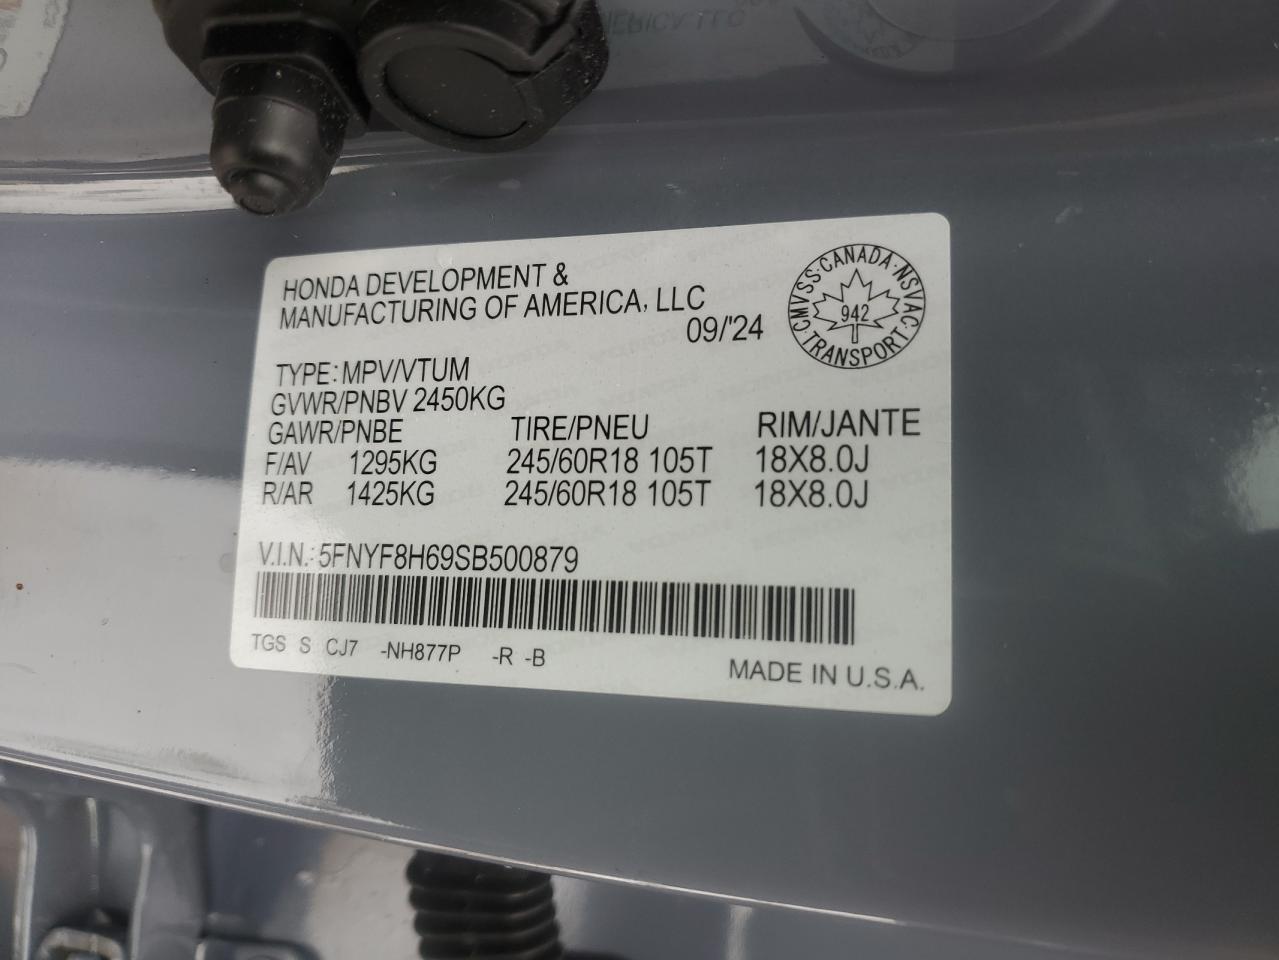 HONDA DEVELOPMENT &
MANUFACTURING OF AMERICA, LLC
09/'24
CMVSS·CANADA·NSVAC·TRANSPORT·
942
TYPE:MPV/VTUM
GVWR/PNBV 2450KG
GAWR/PNBE TIRE/PNEU RIM/JANTE
F/AV 1295KG 245/60R18 105T 18X8.0J
R/AR 1425KG 245/60R18 105T 18X8.0J
V.I.N.: 5FNYF8H69SB500879
TGS S CJ7 -NH877P -R -B
MADE IN U.S.A.